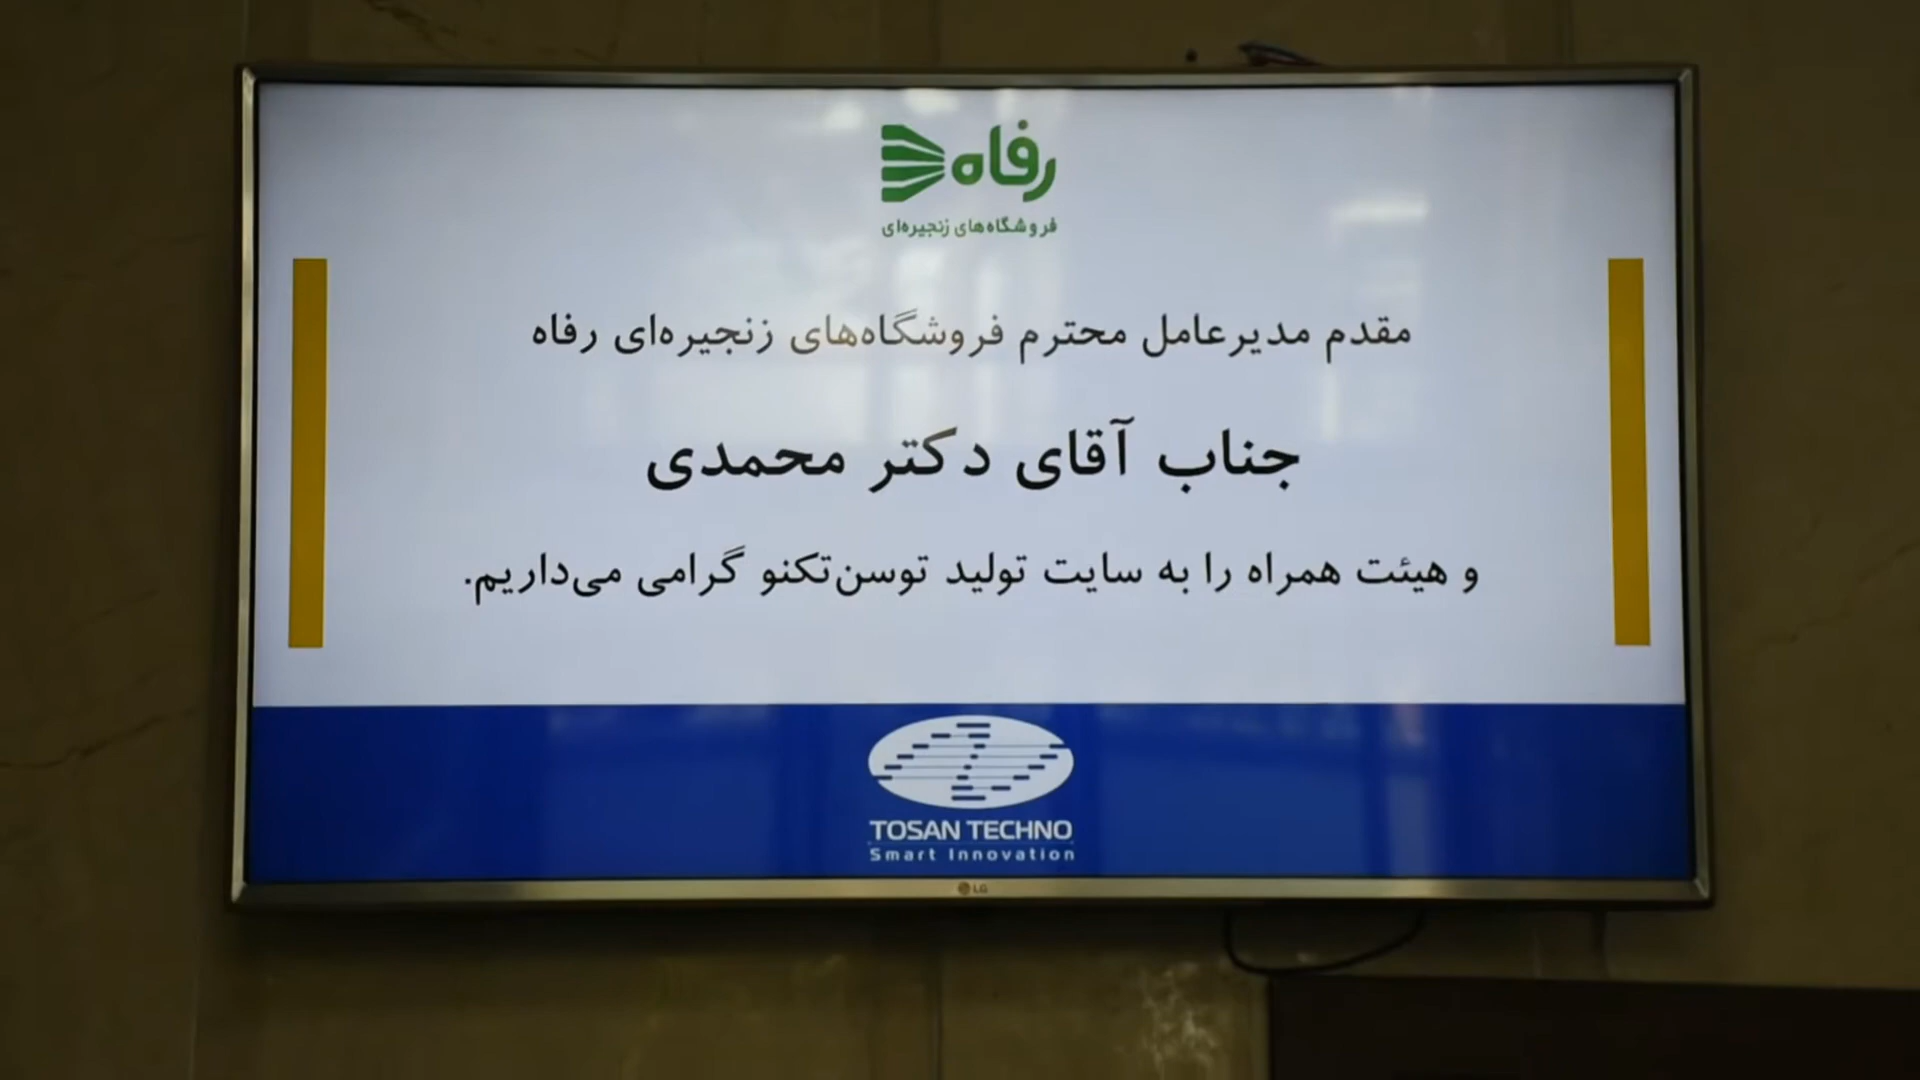 رفاه
فروشگاه‌های زنجیره‌ای
مقدم مدیرعامل محترم فروشگاه‌های زنجیره‌ای رفاه
جناب آقای دکتر محمدی
و هیئت همراه را به سایت تولید توسن‌تکنو گرامی می‌داریم.
TOSAN TECHNO
Smart Innovation
LG